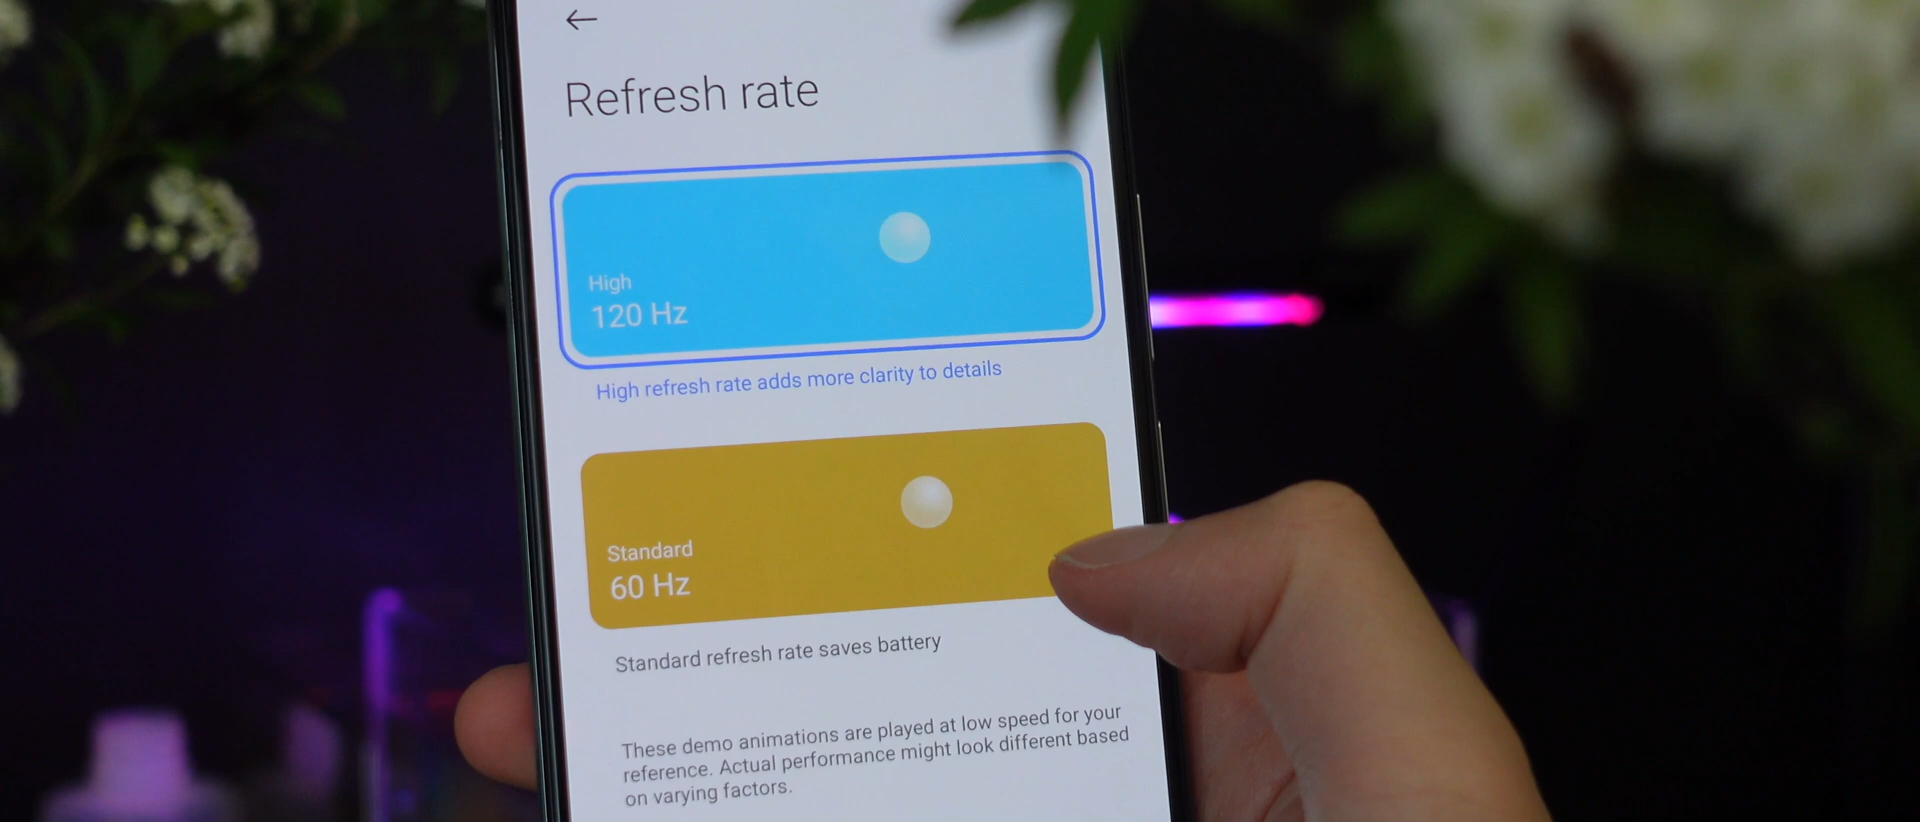 Refresh rate
High
120 Hz
High refresh rate adds more clarity to details
Standard
60 Hz
Standard refresh rate saves battery
These demo animations are played at low speed for your
reference. Actual performance might look different based
on varying factors.